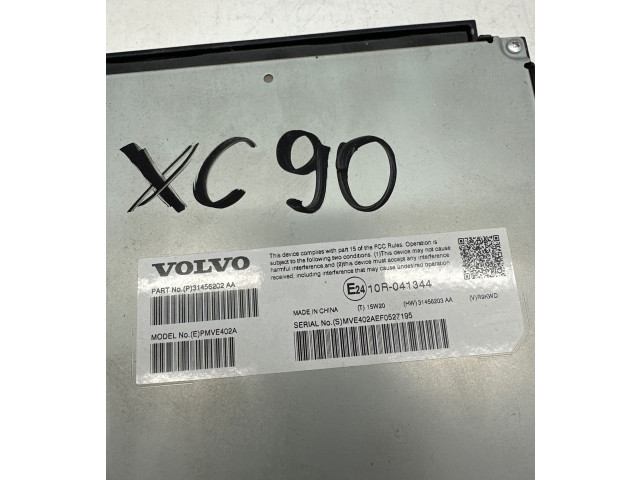 XC 90
VOLVO
This device complies with part 15 of the FCC Rules. Operation is
subject to the following two conditions. (1)This device may not cause
harmful interference and (2)this device must accept any interference
received, including interference that may cause undesired operation
PART No.(P)31456202 AA
E24 10R-041344
MADE IN CHINA (T) 15W20 (HW) 31456203 AA (V)R9KWD
MODEL No.(E)PMVE402A
SERIAL No.(S)MVE402AEF0527195